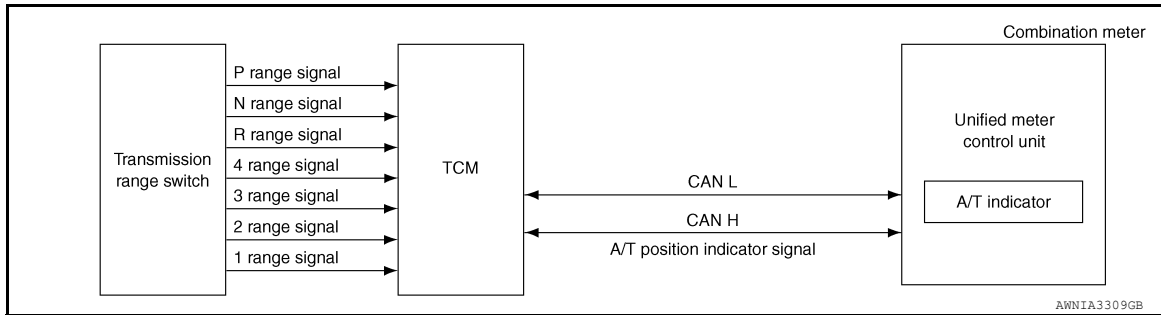 Combination meter
P range signal
N range signal
R range signal
4 range signal
3 range signal
2 range signal
1 range signal
Transmission
range switch
TCM
CAN L
CAN H
A/T position indicator signal
Unified meter
control unit
A/T indicator
AWNIA3309GB